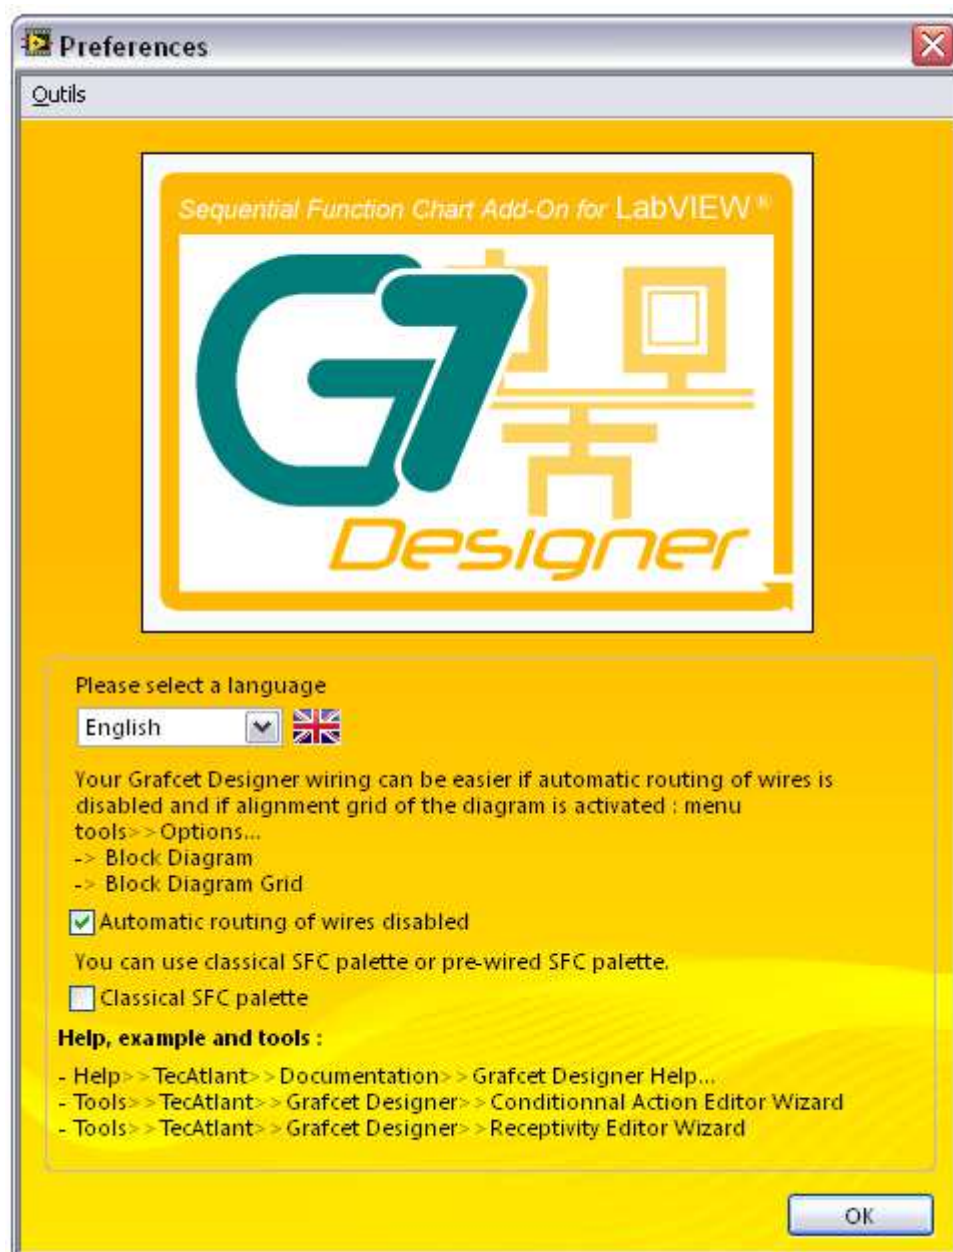 Preferences
Outils
Sequential Function Chart Add-On for LabVIEW®
G7
Designer
Please select a language
English
Your Grafcet Designer wiring can be easier if automatic routing of wires is
disabled and if alignment grid of the diagram is activated : menu
tools>>Options...
-> Block Diagram
-> Block Diagram Grid
Automatic routing of wires disabled
You can use classical SFC palette or pre-wired SFC palette.
Classical SFC palette
Help, example and tools :
- Help>>TecAtlant>>Documentation>>Grafcet Designer Help...
- Tools>>TecAtlant>>Grafcet Designer>>Conditionnal Action Editor Wizard
- Tools>>TecAtlant>>Grafcet Designer>>Receptivity Editor Wizard
OK